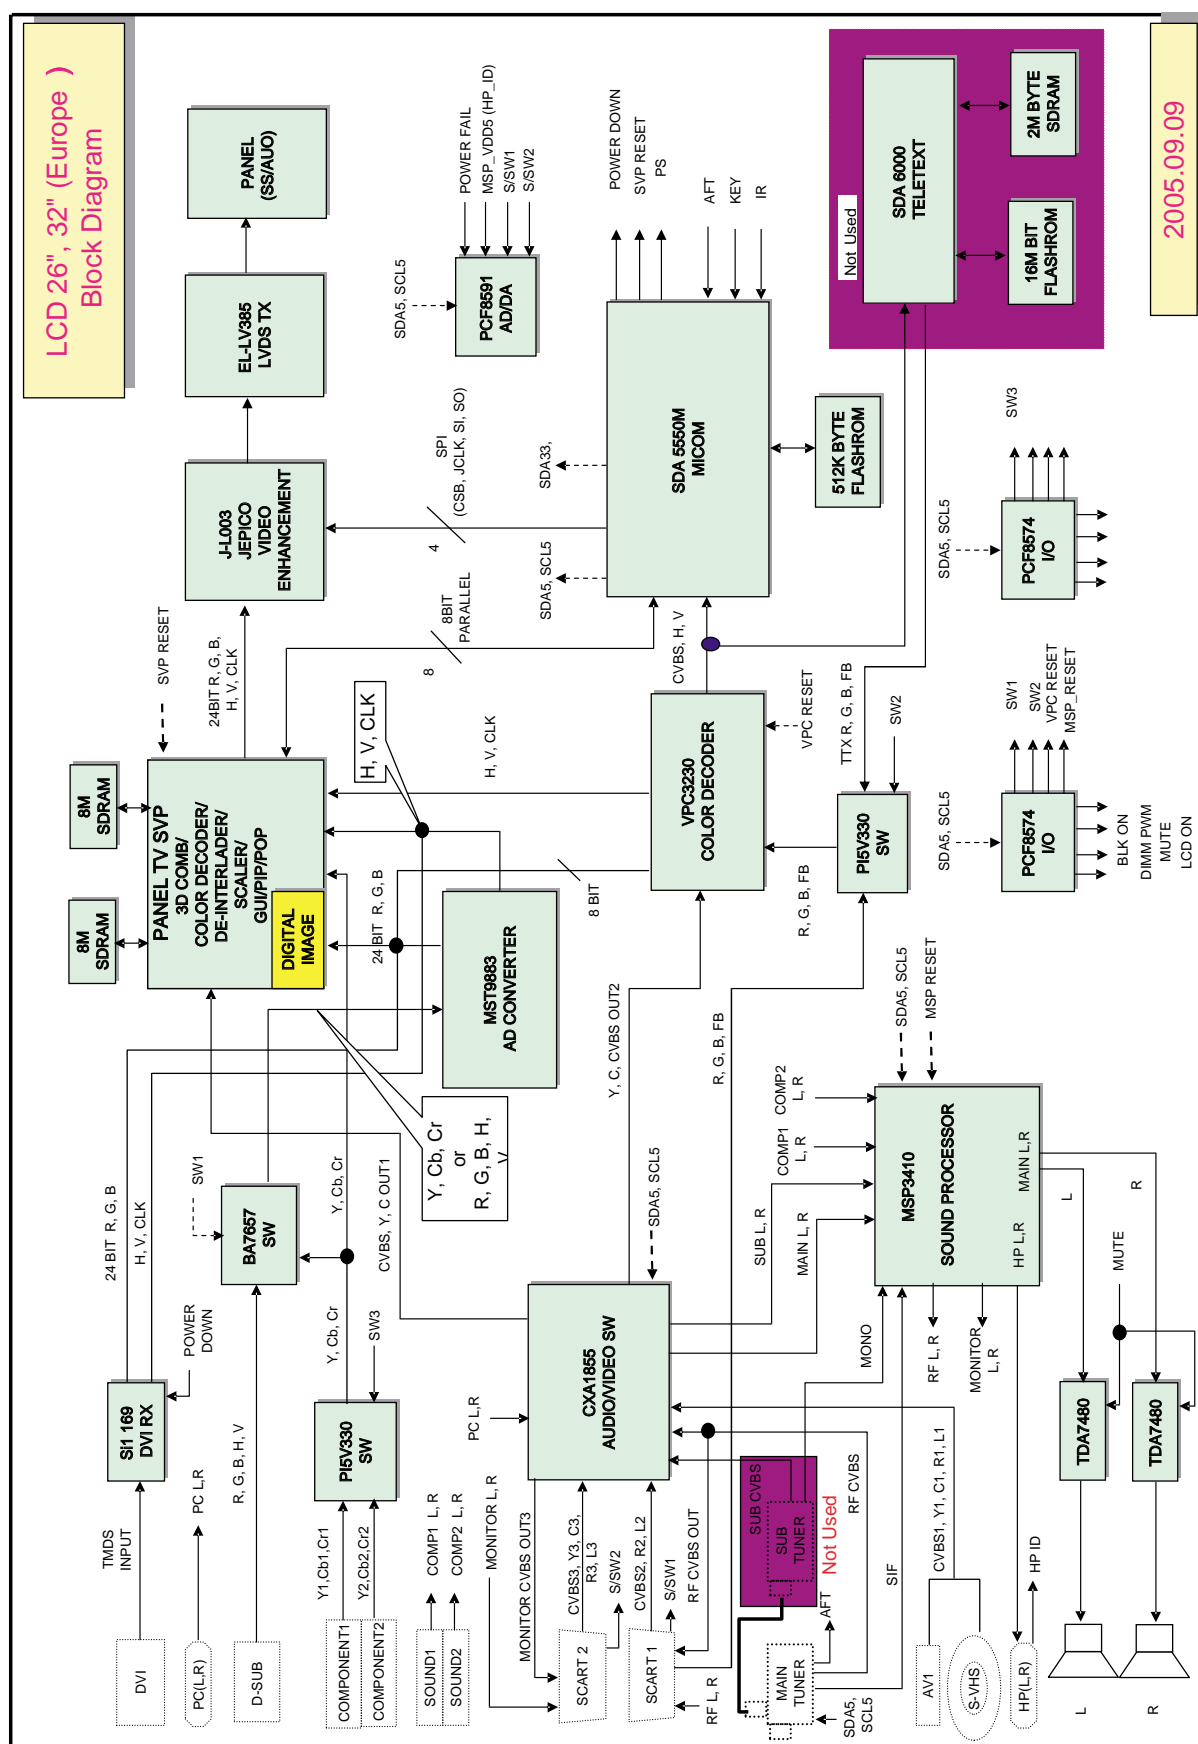 LCD 26", 32" (Europe )
Block Diagram
2005.09.09
PANEL
(SS/AUO)
EL-LV385
LVDS TX
J-L003
JEPICO
VIDEO
ENHANCEMENT
SVP RESET
24BIT R, G, B,
H, V, CLK
8M
SDRAM
8M
SDRAM
PANEL TV SVP
3D COMB/
COLOR DECODER/
DE-INTERLADER/
SCALER/
GUI/PIP/POP
DIGITAL
IMAGE
POWER FAIL
MSP_VDD5 (HP_ID)
S/SW1
S/SW2
SDA5, SCL5
PCF8591
AD/DA
SPI
(CSB, JCLK, SI, SO)
4
8BIT
PARALLEL
8
SDA33,
SDA5, SCL5
POWER DOWN
SVP RESET
PS
AFT
KEY
IR
SDA 5550M
MICOM
512K BYTE
FLASHROM
Not Used
SDA 6000
TELETEXT
2M BYTE
SDRAM
16M BIT
FLASHROM
H, V, CLK
H, V, CLK
CVBS, H, V
VPC3230
COLOR DECODER
VPC RESET
TTX R, G, B, FB
SW2
PI5V330
SW
R, G, B, FB
8 BIT
24 BIT R, G, B
MST9883
AD CONVERTER
Y, Cb, Cr
or
R, G, B, H,
V
SDA5, SCL5
SW3
PCF8574
I/O
SDA5, SCL5
SW1
SW2
VPC RESET
MSP_RESET
PCF8574
I/O
BLK ON
DIMM PWM
MUTE
LCD ON
24 BIT R, G, B
H, V, CLK
SW1
BA7657
SW
Y, Cb, Cr
CVBS, Y, C OUT1
Y, C, CVBS OUT2
R, G, B, FB
SDA5, SCL5
Si1 169
DVI RX
POWER
DOWN
TMDS
INPUT
PC L,R
R, G, B, H, V
Y, Cb, Cr
SW3
PI5V330
SW
Y1,Cb1,Cr1
Y2,Cb2,Cr2
DVI
PC(L,R)
D-SUB
COMPONENT1
COMPONENT2
SOUND1
SOUND2
COMP1 L, R
COMP2 L, R
PC L,R
CXA1855
AUDIO/VIDEO SW
MONITOR L, R
MONITOR CVBS OUT3
CVBS3, Y3, C3,
R3, L3
S/SW2
CVBS2, R2, L2
S/SW1
RF CVBS OUT
SCART 2
SCART 1
RF L, R
SUB CVBS
SUB
TUNER
Not Used
RF CVBS
AFT
MAIN
TUNER
SDA5,
SCL5
SIF
MONO
SUB L, R
MAIN L, R
COMP1
L, R
COMP2
L, R
SDA5, SCL5
MSP RESET
MSP3410
SOUND PROCESSOR
MAIN L,R
HP L,R
RF L, R
MONITOR
L, R
L
R
MUTE
TDA7480
TDA7480
AV1
S-VHS
CVBS1, Y1, C1, R1, L1
HP(L,R)
HP ID
L
R